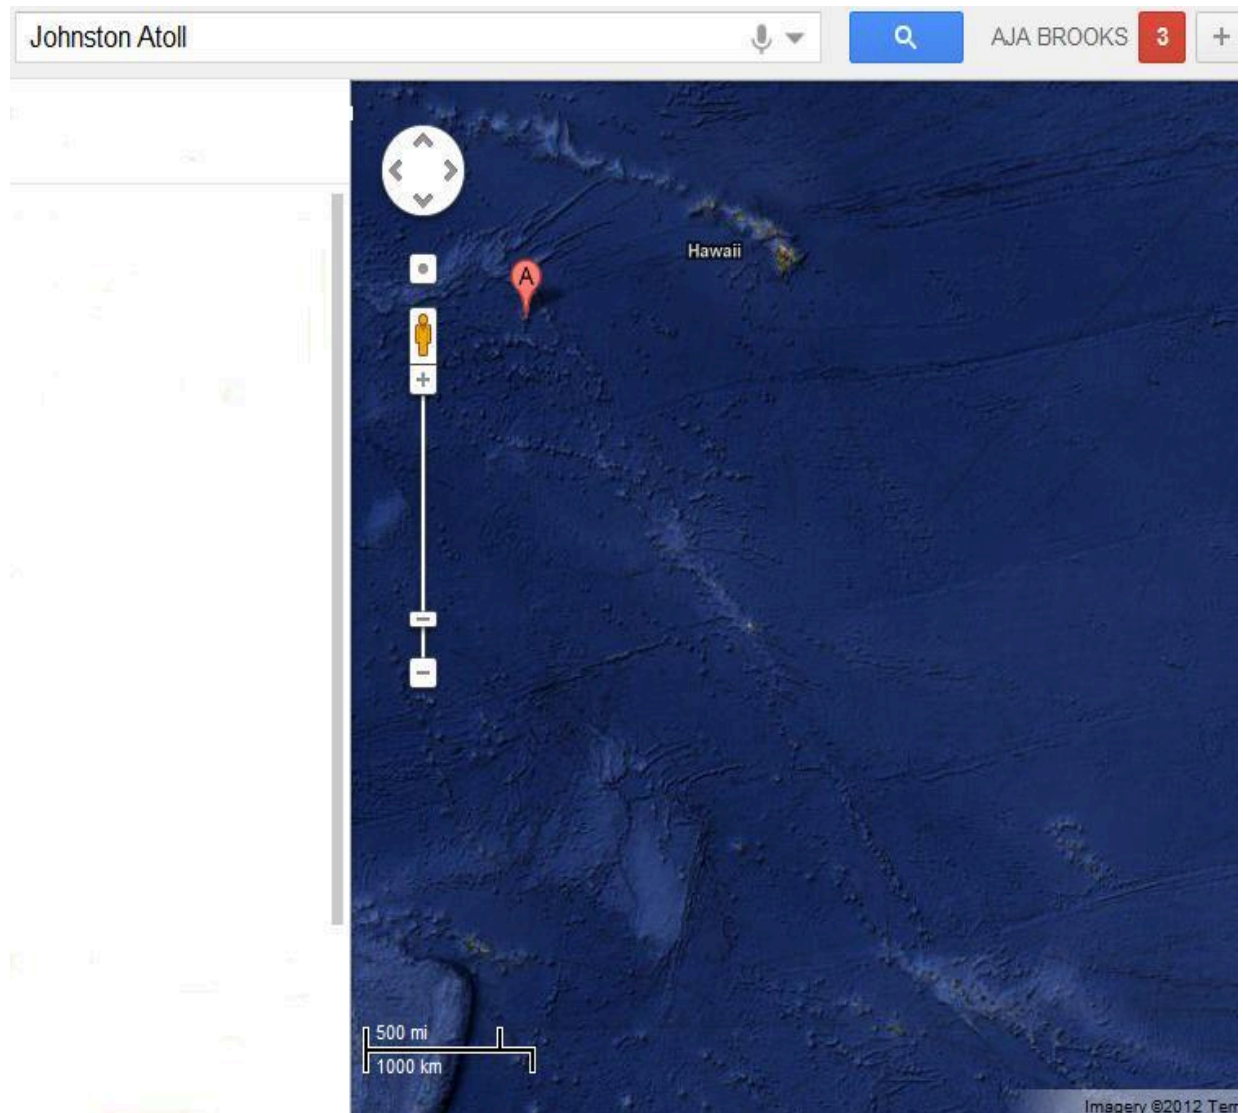 Johnston Atoll
AJA BROOKS 3 +
Hawaii
A
+
−
−
500 mi
1000 km
Imagery ©2012 Ter